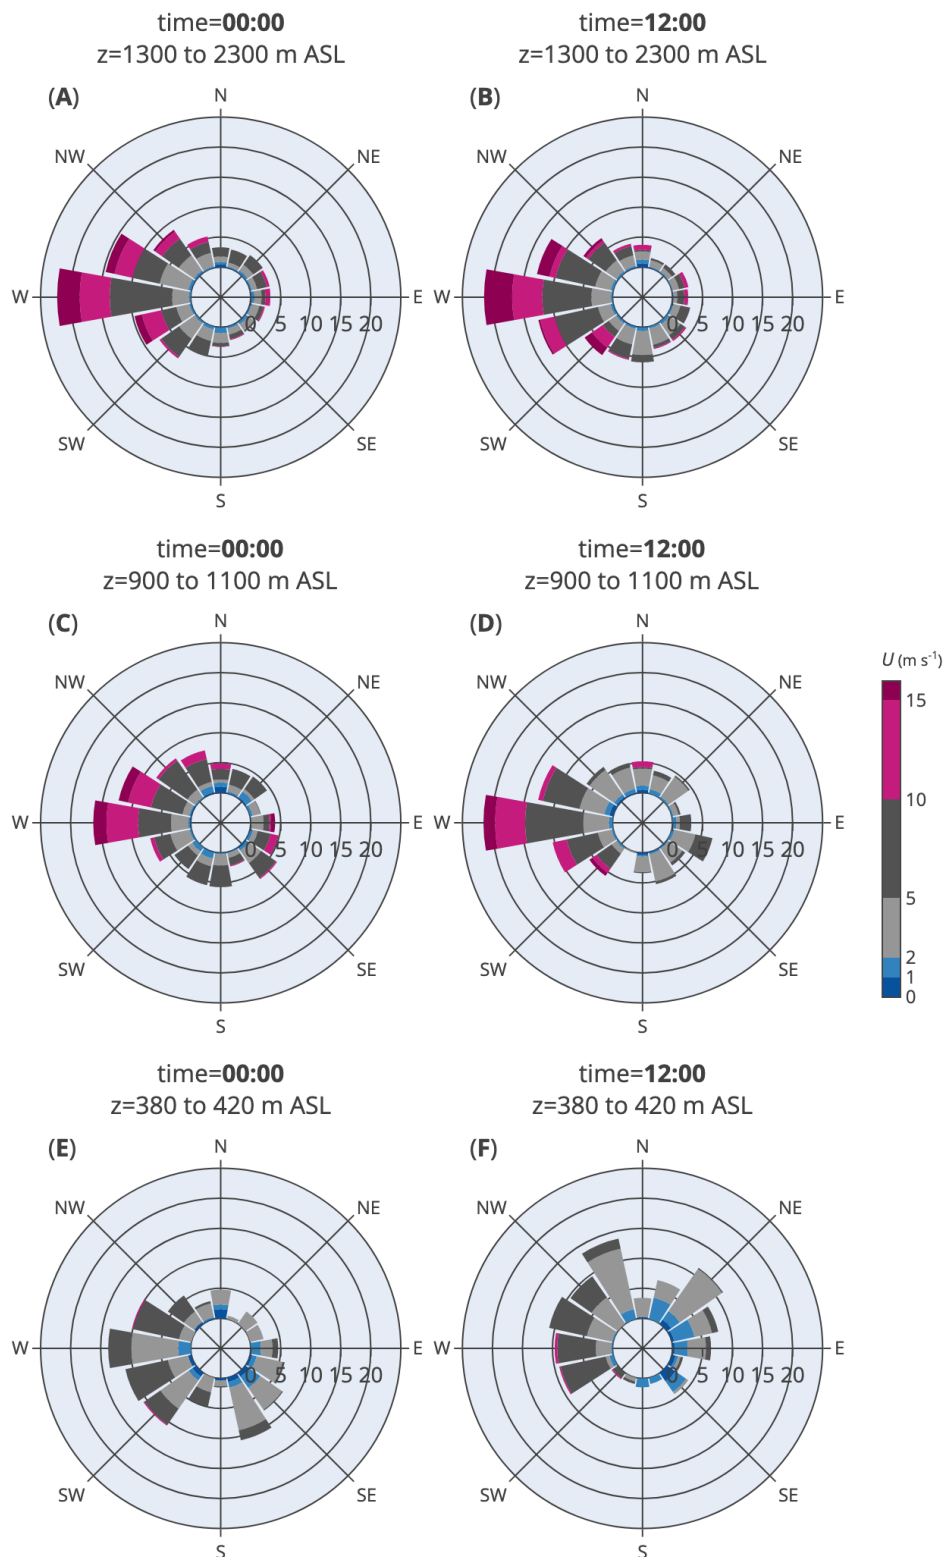 time=00:00
z=1300 to 2300 m ASL
time=12:00
z=1300 to 2300 m ASL
(A)
N
NW
NE
W
E
0 5 10 15 20
SW
SE
S
(B)
N
NW
NE
W
E
0 5 10 15 20
SW
SE
S
time=00:00
z=900 to 1100 m ASL
time=12:00
z=900 to 1100 m ASL
(C)
N
NW
NE
W
E
0 5 10 15 20
SW
SE
S
(D)
N
NW
NE
W
E
0 5 10 15 20
SW
SE
S
U (m s⁻¹)
15
10
5
2
1
0
time=00:00
z=380 to 420 m ASL
time=12:00
z=380 to 420 m ASL
(E)
N
NW
NE
W
E
0 5 10 15 20
SW
SE
S
(F)
N
NW
NE
W
E
0 5 10 15 20
SW
SE
S